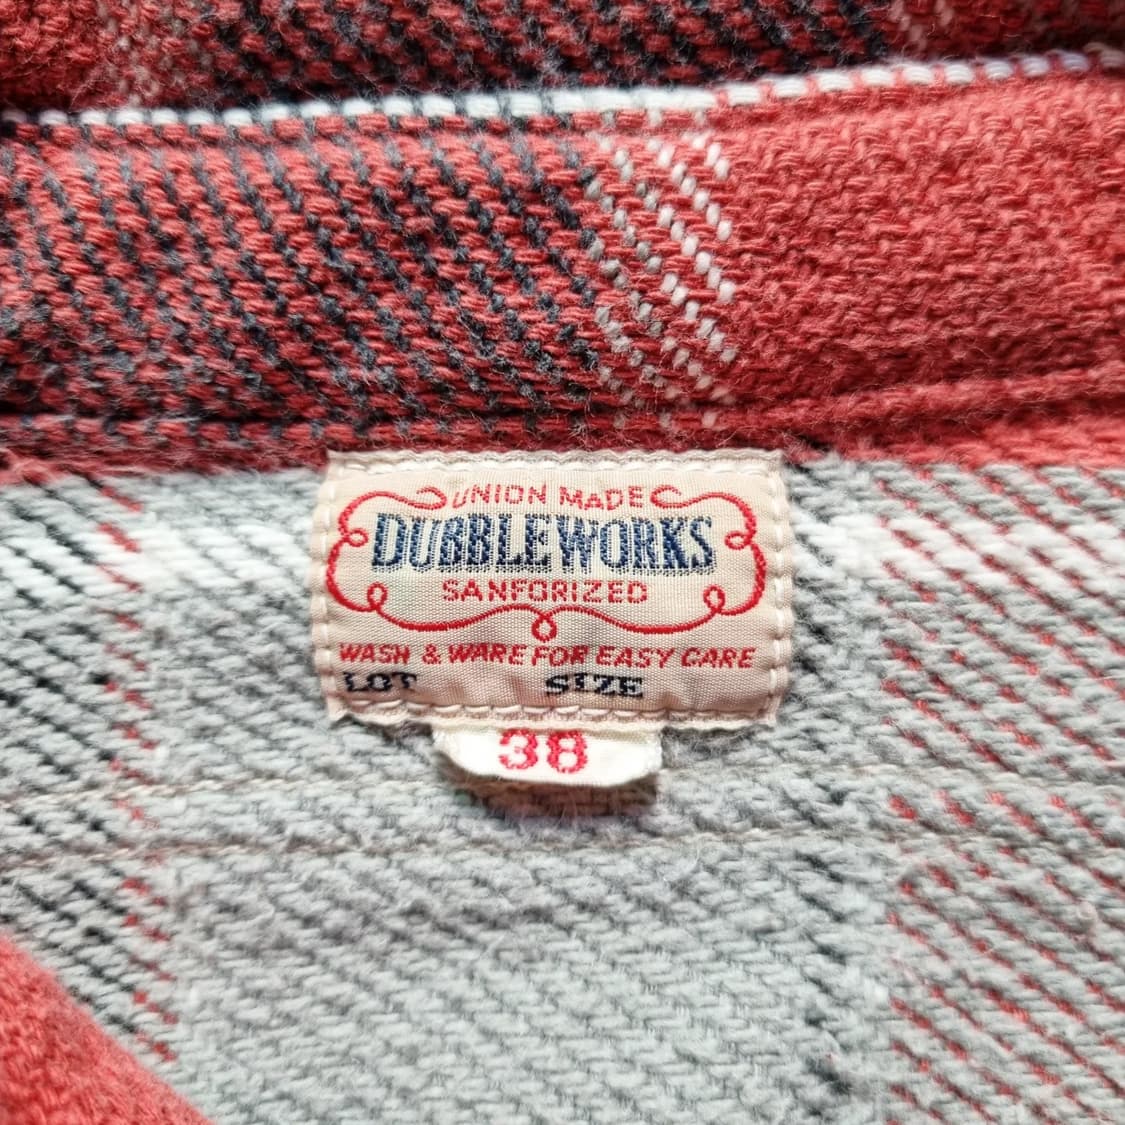 UNION MADE
DUBBLEWORKS
SANFORIZED
WASH & WARE FOR EASY CARE
LOT SIZE
38